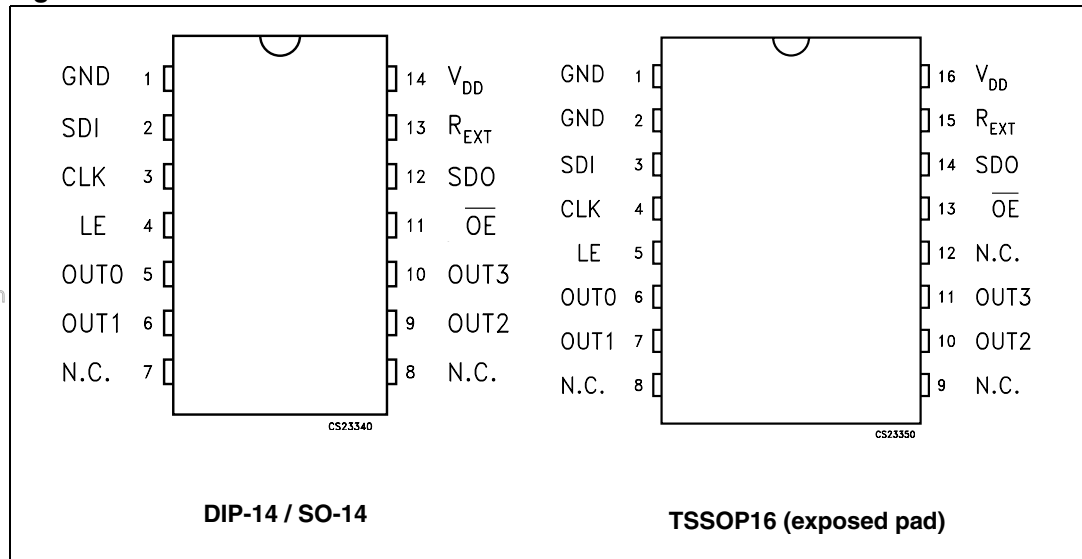 GND 1 14 VDD
SDI 2 13 REXT
CLK 3 12 SDO
LE 4 11 OE
OUT0 5 10 OUT3
OUT1 6 9 OUT2
N.C. 7 8 N.C.
CS23340
DIP-14 / SO-14
GND 1 16 VDD
GND 2 15 REXT
SDI 3 14 SDO
CLK 4 13 OE
LE 5 12 N.C.
OUT0 6 11 OUT3
OUT1 7 10 OUT2
N.C. 8 9 N.C.
CS23350
TSSOP16 (exposed pad)